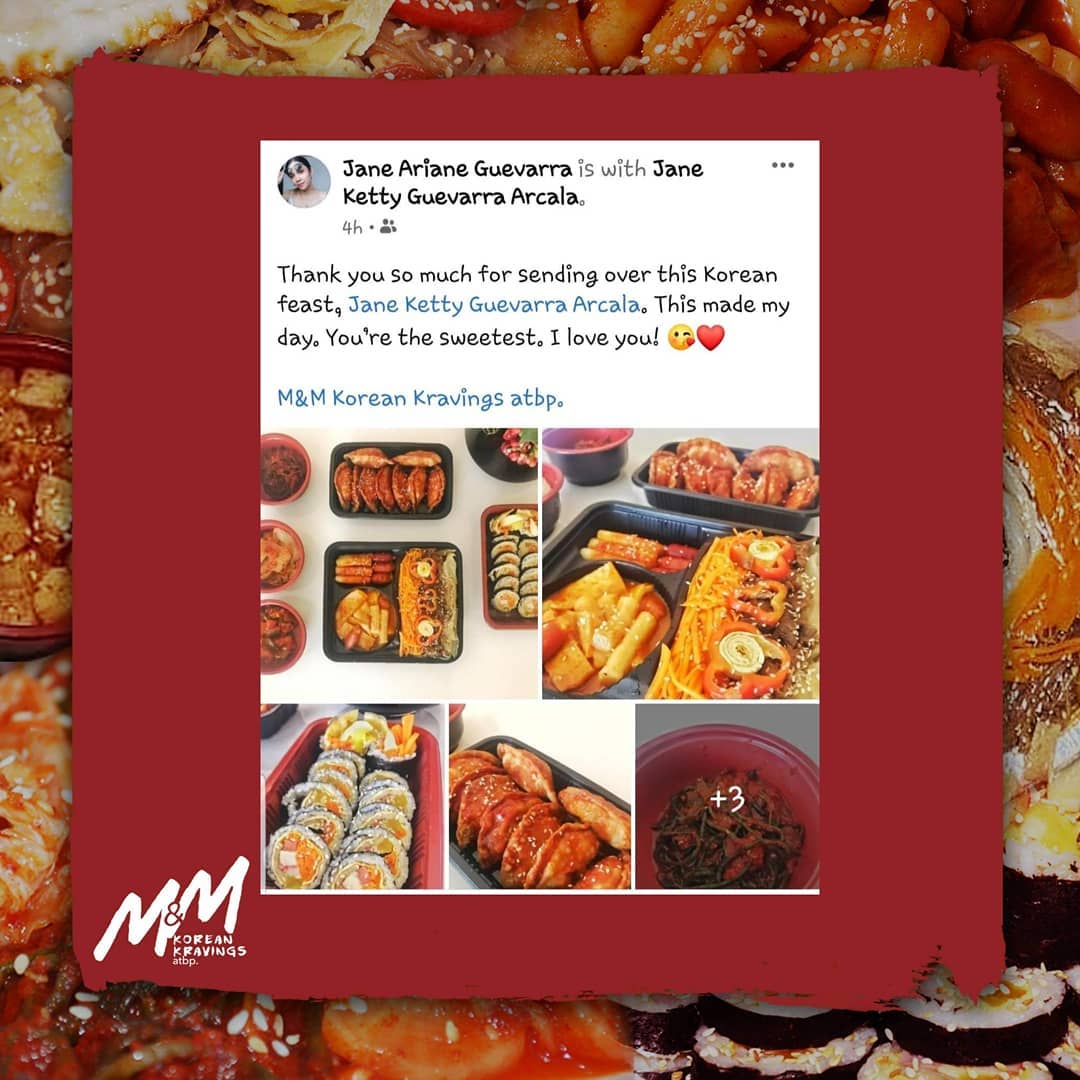 Jane Ariane Guevarra is with Jane
Ketty Guevarra Arcala.
4h •
Thank you so much for sending over this Korean
feast, Jane Ketty Guevarra Arcala. This made my
day. You're the sweetest. I love you! 😘❤️
M&M Korean Kravings atbp.
+3
M&M
KOREAN
KRAVINGS
atbp.